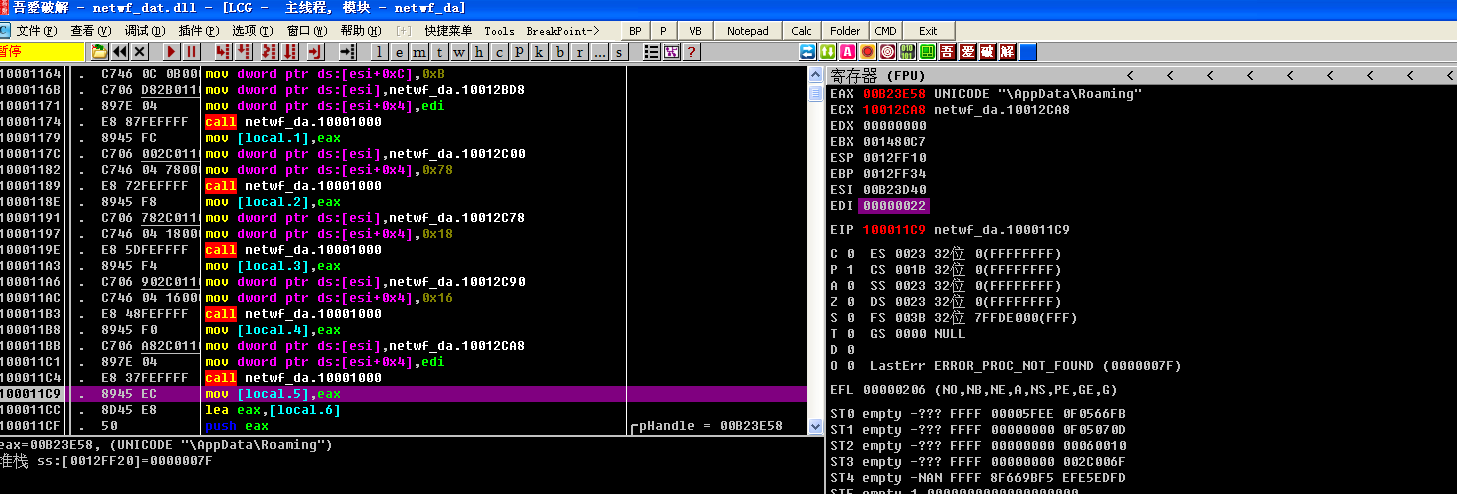 吾愛破解 - netwf_dat.dll - [LCG - 主线程, 模块 - netwf_da]
文件(F) 查看(V) 调试(D) 插件(P) 选项(T) 窗口(W) 帮助(H) [+] 快捷菜单 Tools BreakPoint-> BP P VB Notepad Calc Folder CMD Exit
暂停 l e m t w h c p k b r ... s ? 吾 爱 破 解
10001164 . C746 0C 0B00 mov dword ptr ds:[esi+0xC],0xB
1000116B . C706 D82B0110 mov dword ptr ds:[esi],netwf_da.10012BD8
10001171 . 897E 04 mov dword ptr ds:[esi+0x4],edi
10001174 . E8 87FEFFFF call netwf_da.10001000
10001179 . 8945 FC mov [local.1],eax
1000117C . C706 002C0110 mov dword ptr ds:[esi],netwf_da.10012C00
10001182 . C746 04 7800 mov dword ptr ds:[esi+0x4],0x78
10001189 . E8 72FEFFFF call netwf_da.10001000
1000118E . 8945 F8 mov [local.2],eax
10001191 . C706 782C0110 mov dword ptr ds:[esi],netwf_da.10012C78
10001197 . C746 04 1800 mov dword ptr ds:[esi+0x4],0x18
1000119E . E8 5DFEFFFF call netwf_da.10001000
100011A3 . 8945 F4 mov [local.3],eax
100011A6 . C706 902C0110 mov dword ptr ds:[esi],netwf_da.10012C90
100011AC . C746 04 1600 mov dword ptr ds:[esi+0x4],0x16
100011B3 . E8 48FEFFFF call netwf_da.10001000
100011B8 . 8945 F0 mov [local.4],eax
100011BB . C706 A82C0110 mov dword ptr ds:[esi],netwf_da.10012CA8
100011C1 . 897E 04 mov dword ptr ds:[esi+0x4],edi
100011C4 . E8 37FEFFFF call netwf_da.10001000
100011C9 . 8945 EC mov [local.5],eax
100011CC . 8D45 E8 lea eax,[local.6]
100011CF . 50 push eax pHandle = 00B23E58
eax=00B23E58, (UNICODE "\AppData\Roaming")
堆栈 ss:[0012FF20]=0000007F
寄存器 (FPU) < < < < < < < < <
EAX 00B23E58 UNICODE "\AppData\Roaming"
ECX 10012CA8 netwf_da.10012CA8
EDX 00000000
EBX 001480C7
ESP 0012FF10
EBP 0012FF34
ESI 00B23D40
EDI 00000022
EIP 100011C9 netwf_da.100011C9
C 0 ES 0023 32位 0(FFFFFFFF)
P 1 CS 001B 32位 0(FFFFFFFF)
A 0 SS 0023 32位 0(FFFFFFFF)
Z 0 DS 0023 32位 0(FFFFFFFF)
S 0 FS 003B 32位 7FFDE000(FFF)
T 0 GS 0000 NULL
D 0
O 0 LastErr ERROR_PROC_NOT_FOUND (0000007F)
EFL 00000206 (NO,NB,NE,A,NS,PE,GE,G)
ST0 empty -??? FFFF 00005FEE 0F0566FB
ST1 empty -??? FFFF 00000000 0F05070D
ST2 empty -??? FFFF 00000000 00060010
ST3 empty -??? FFFF 00000000 002C006F
ST4 empty -NAN FFFF 8F669BF5 EFE5EDFD